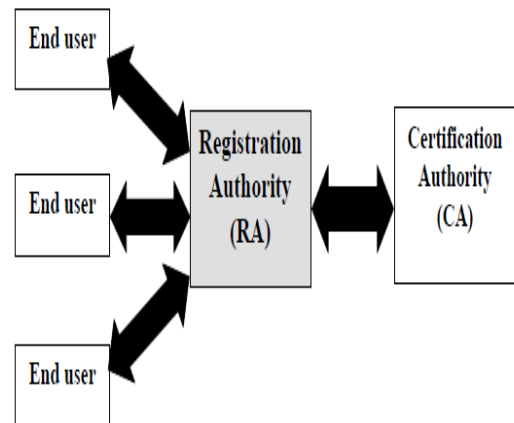 End user
End user
End user
Registration
Authority
(RA)
Certification
Authority
(CA)